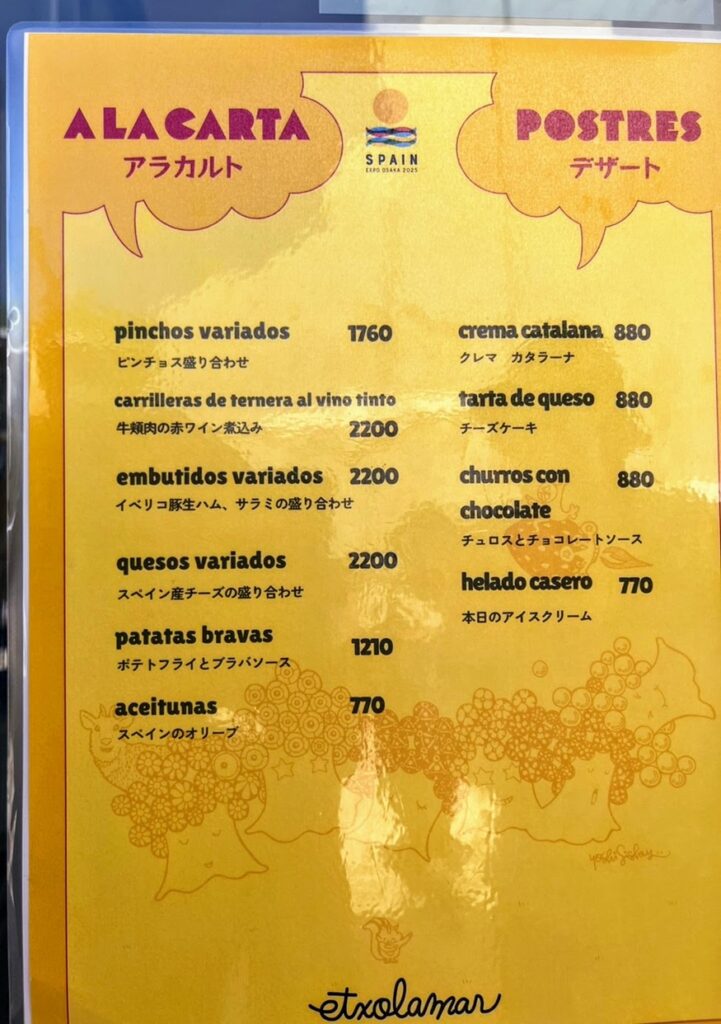 A LA CARTA
アラカルト
SPAIN
EXPO OSAKA 2025
POSTRES
デザート
pinchos variados 1760
ピンチョス盛り合わせ
carrilleras de ternera al vino tinto
牛頬肉の赤ワイン煮込み 2200
embutidos variados 2200
イベリコ豚生ハム、サラミの盛り合わせ
quesos variados 2200
スペイン産チーズの盛り合わせ
patatas bravas 1210
ポテトフライとブラバソース
aceitunas 770
スペインのオリーブ
crema catalana 880
クレマ カタラーナ
tarta de queso 880
チーズケーキ
churros con 880
chocolate
チュロスとチョコレートソース
helado casero 770
本日のアイスクリーム
etxolamar